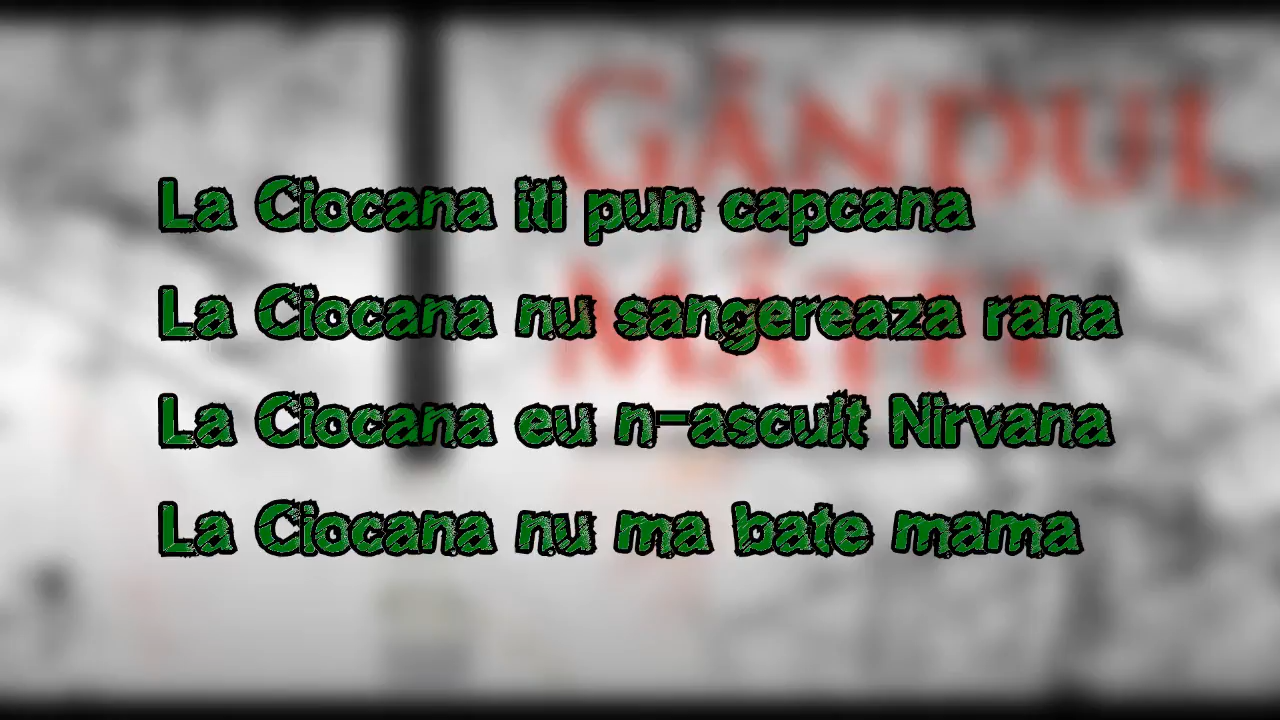 GÂNDUL
MÂȚEI
La Ciocana iti pun capcana
La Ciocana nu sangereaza rana
La Ciocana eu n-ascult Nirvana
La Ciocana nu ma bate mama